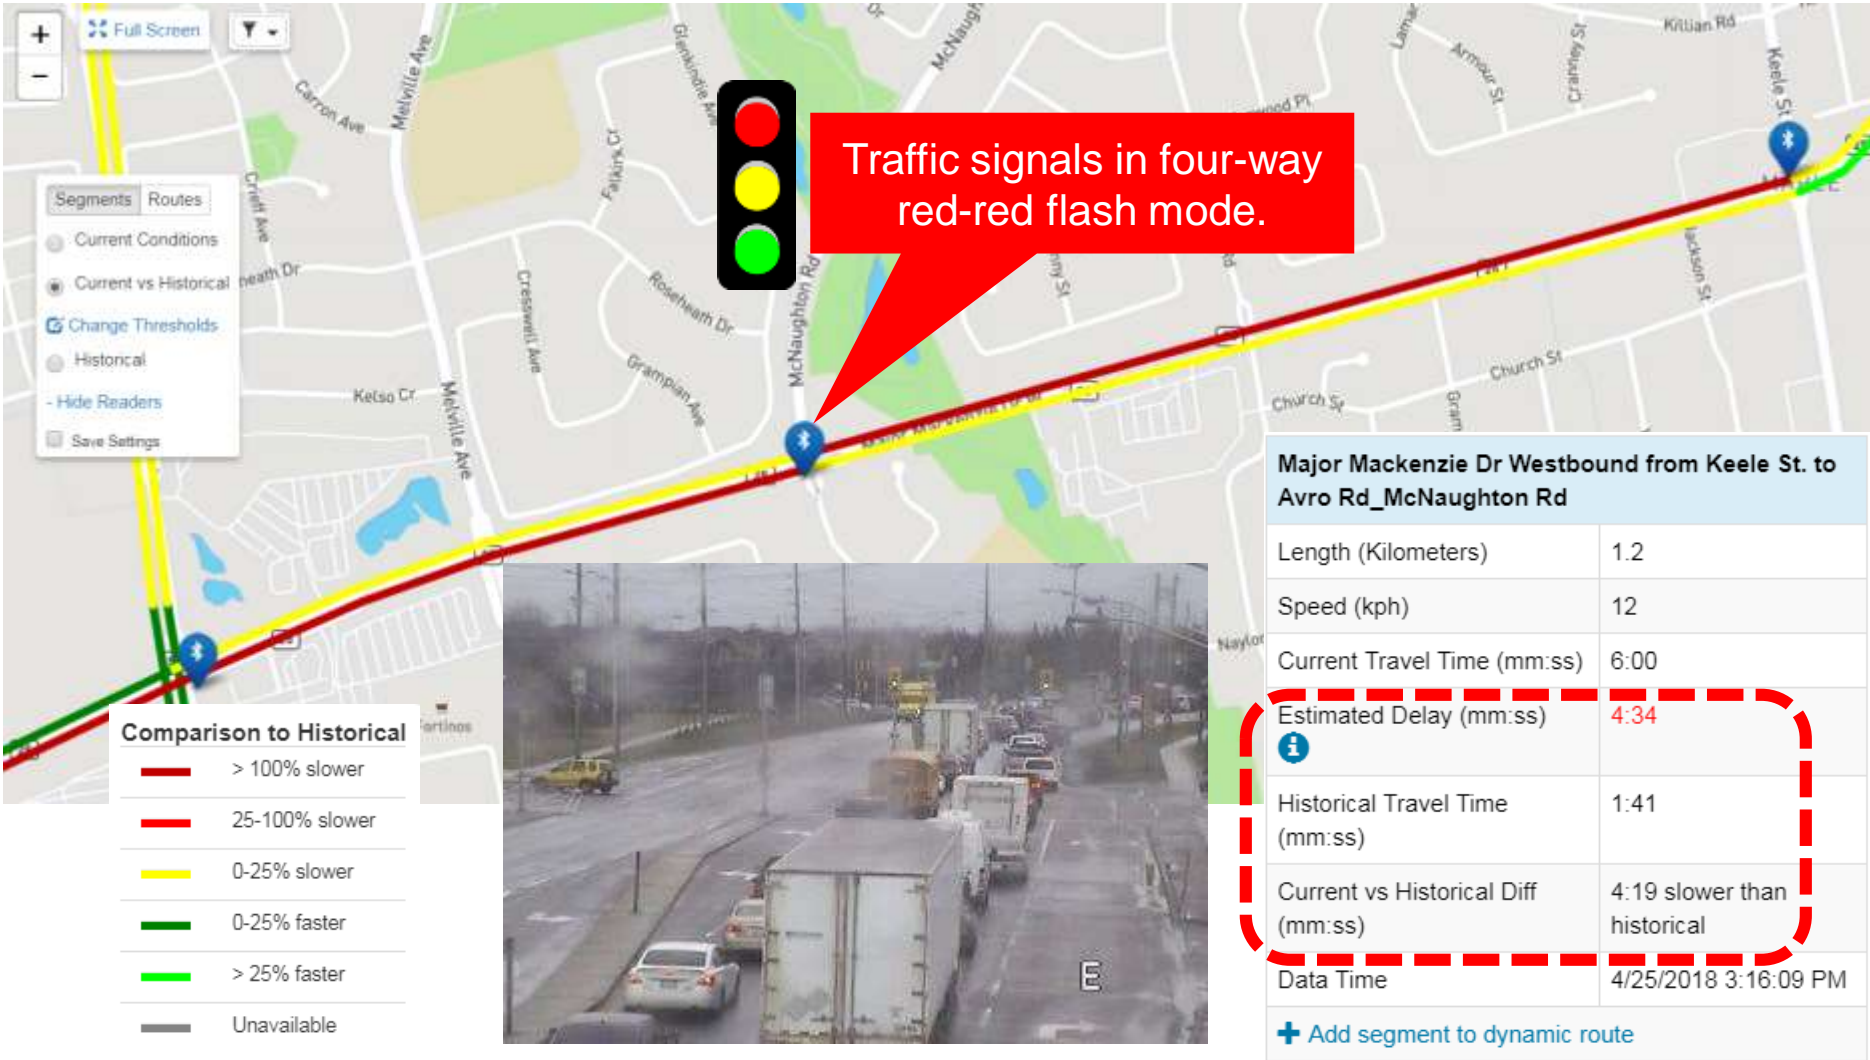 +
−
Full Screen
Segments Routes
Current Conditions
Current vs Historical
Change Thresholds
Historical
- Hide Readers
Save Settings
Traffic signals in four-way
red-red flash mode.
Carron Ave
Melville Ave
Glenkindie Ave
Killian Rd
Armour St
Cranney St
Keele St
Crieff Ave
Falkirk Cr
Roseheath Dr
Cresswell Ave
Grampian Ave
McNaughton Rd
Kelso Cr
Melville Ave
Jackson St
Church St
Church St
Fortinos
Comparison to Historical
> 100% slower
25-100% slower
0-25% slower
0-25% faster
> 25% faster
Unavailable
E
Major Mackenzie Dr Westbound from Keele St. to
Avro Rd_McNaughton Rd
Length (Kilometers) 1.2
Speed (kph) 12
Current Travel Time (mm:ss) 6:00
Estimated Delay (mm:ss) 4:34
Historical Travel Time 1:41
(mm:ss)
Current vs Historical Diff 4:19 slower than
(mm:ss) historical
Data Time 4/25/2018 3:16:09 PM
Add segment to dynamic route